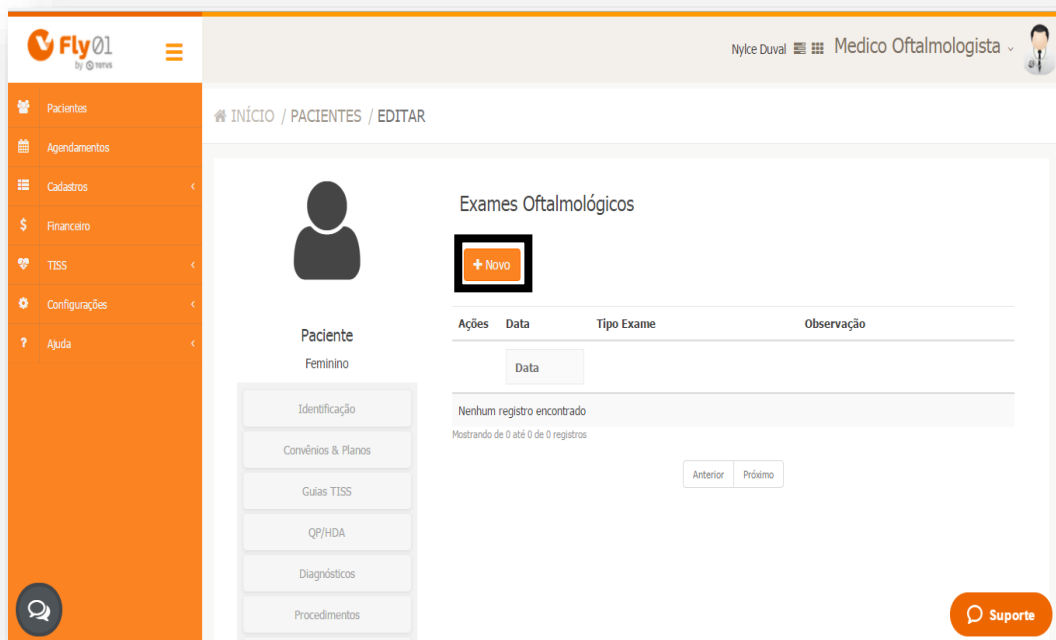 Fly01
by
Nylce Duval Medico Oftalmologista
Pacientes
Agendamentos
Cadastros
Financeiro
TISS
Configurações
Ajuda
INÍCIO / PACIENTES / EDITAR
Paciente
Feminino
Identificação
Convênios & Planos
Guias TISS
QP/HDA
Diagnósticos
Procedimentos
Exames Oftalmológicos
+ Novo
Ações Data Tipo Exame Observação
Data
Nenhum registro encontrado
Mostrando de 0 até 0 de 0 registros
Anterior Próximo
Suporte